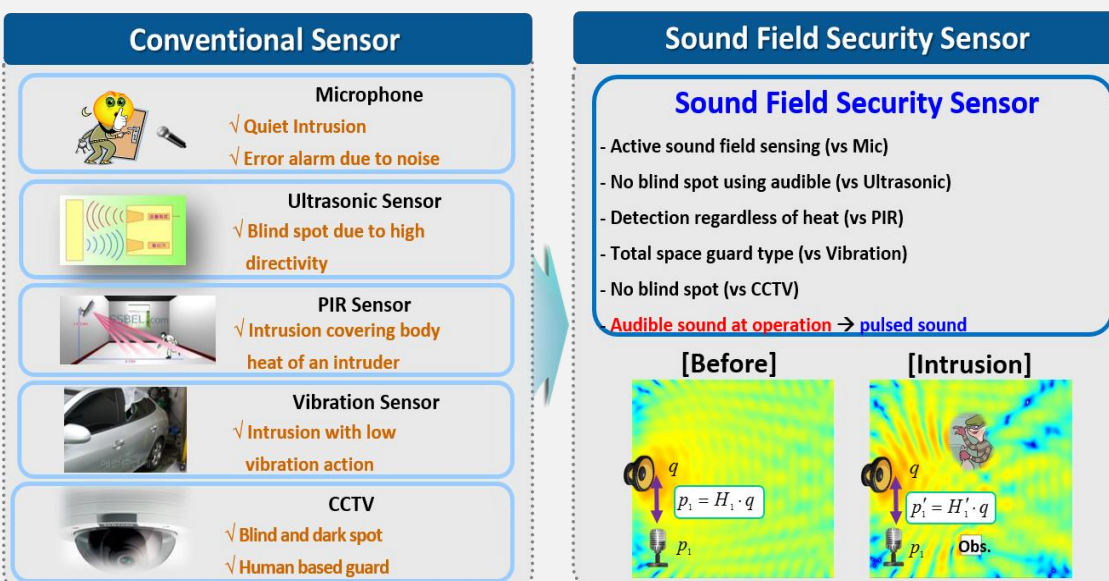 Conventional Sensor
Microphone
√ Quiet Intrusion
√ Error alarm due to noise
Ultrasonic Sensor
√ Blind spot due to high
directivity
PIR Sensor
√ Intrusion covering body
heat of an intruder
Vibration Sensor
√ Intrusion with low
vibration action
CCTV
√ Blind and dark spot
√ Human based guard
Sound Field Security Sensor
Sound Field Security Sensor
- Active sound field sensing (vs Mic)
- No blind spot using audible (vs Ultrasonic)
- Detection regardless of heat (vs PIR)
- Total space guard type (vs Vibration)
- No blind spot (vs CCTV)
- Audible sound at operation → pulsed sound
[Before]
q
p₁ = H₁ · q
p₁
[Intrusion]
q
p₁′ = H₁′ · q
p₁
Obs.